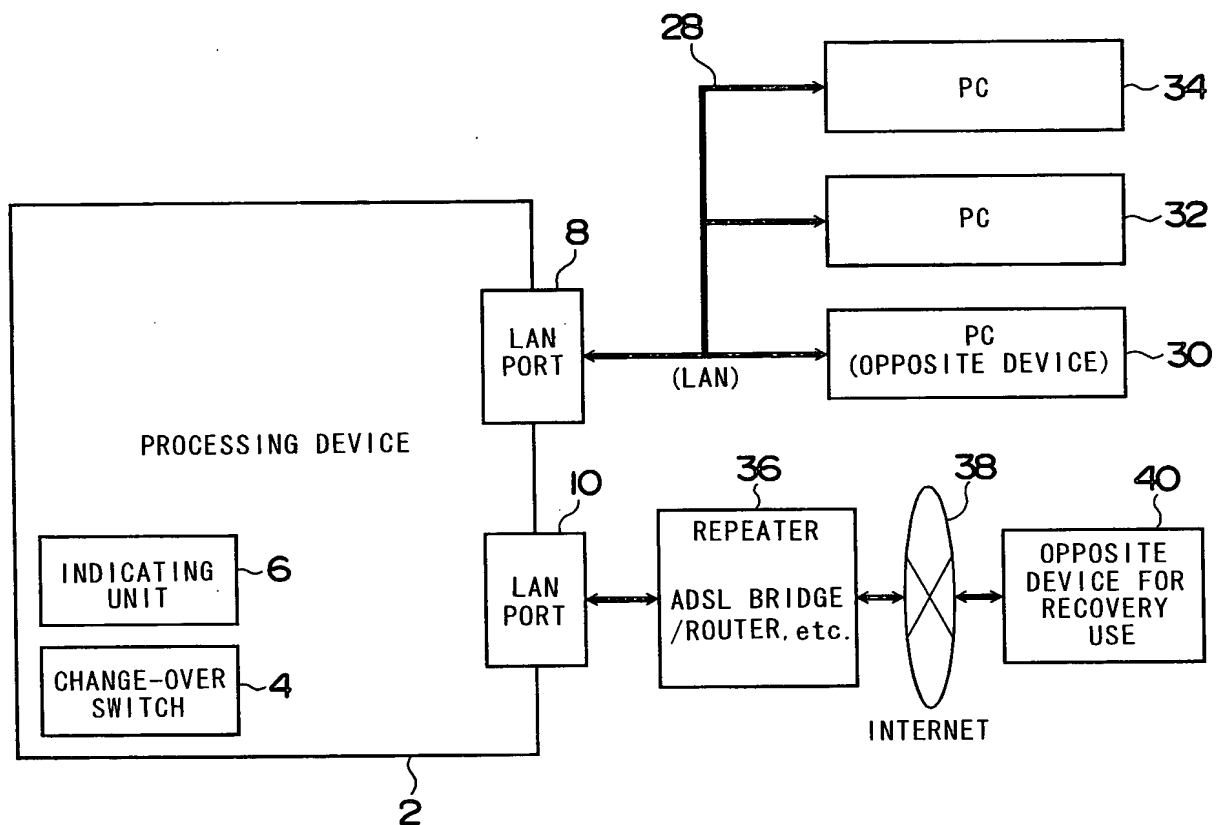 28
PC
34
PC
32
8
LAN
PORT
PC
(OPPOSITE DEVICE)
30
(LAN)
PROCESSING DEVICE
10
36
38
40
INDICATING
UNIT
6
LAN
PORT
REPEATER
ADSL BRIDGE
/ROUTER, etc.
OPPOSITE
DEVICE FOR
RECOVERY
USE
CHANGE-OVER
SWITCH
4
INTERNET
2